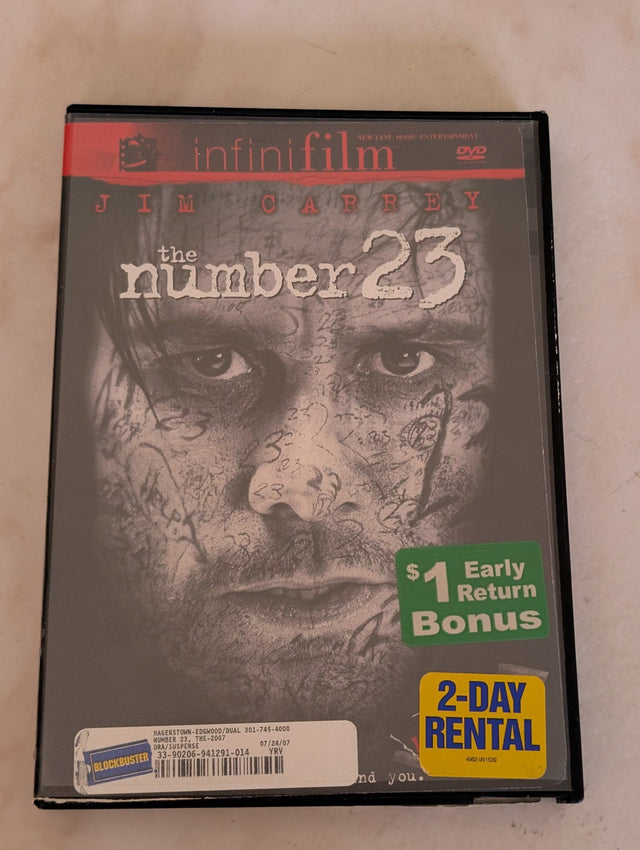 infinifilm
NEW LINE HOME ENTERTAINMENT
DVD
JIM CARREY
the
number 23
$1 Early
Return
Bonus
2-DAY
RENTAL
4982-991539
HAGERSTOWN-EDGWOOD/DUAL 301-745-4000
NUMBER 23, THE-2007
DRA/SUSPENSE 07/24/07
33-90206-941291-014 YRV
BLOCKBUSTER
nd you.